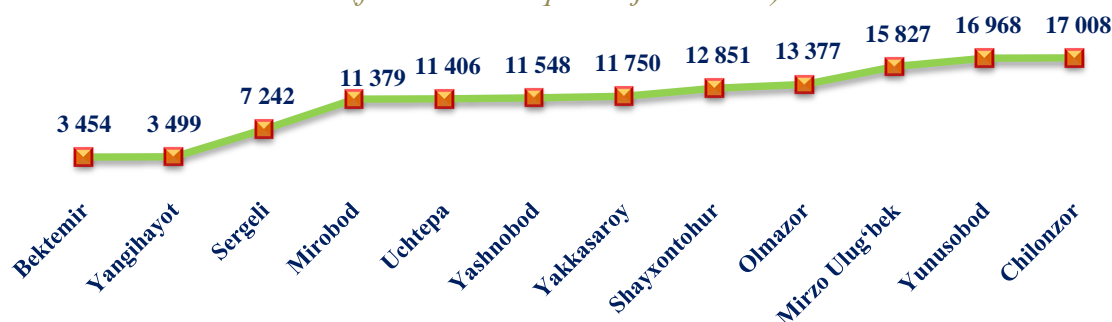 3 454
3 499
7 242
11 379
11 406
11 548
11 750
12 851
13 377
15 827
16 968
17 008
Bektemir
Yangihayot
Sergeli
Mirobod
Uchtepa
Yashnobod
Yakkasaroy
Shayxontohur
Olmazor
Mirzo Ulug‘bek
Yunusobod
Chilonzor